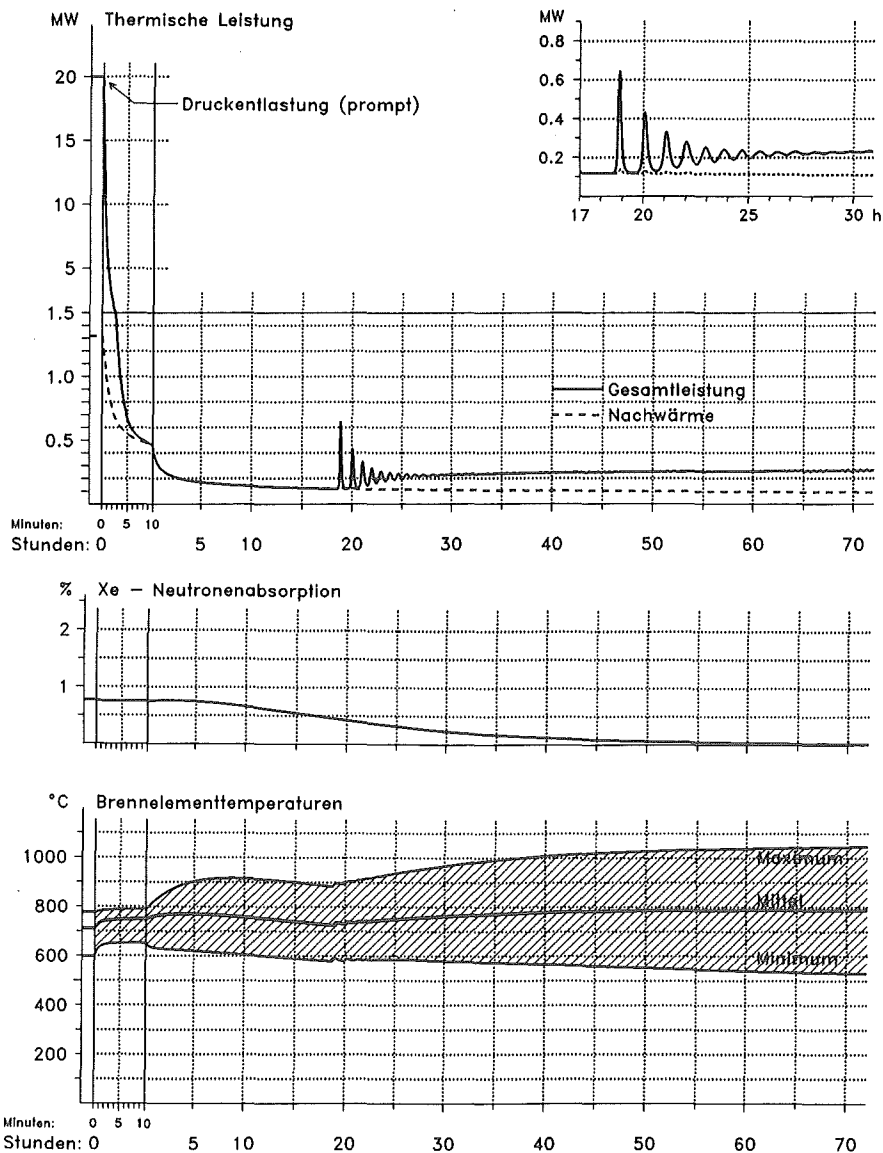 MW Thermische Leistung
20
Druckentlastung (prompt)
15
10
5
1.5
1.0
0.5
Gesamtleistung
Nachwärme
Minuten: 0 5 10
Stunden: 0 5 10 20 30 40 50 60 70
MW
0.8
0.6
0.4
0.2
17 20 25 30 h
% Xe – Neutronenabsorption
2
1
°C Brennelementtemperaturen
1000
800
600
400
200
Maximum
Mittel
Minimum
Minuten: 0 5 10
Stunden: 0 5 10 20 30 40 50 60 70